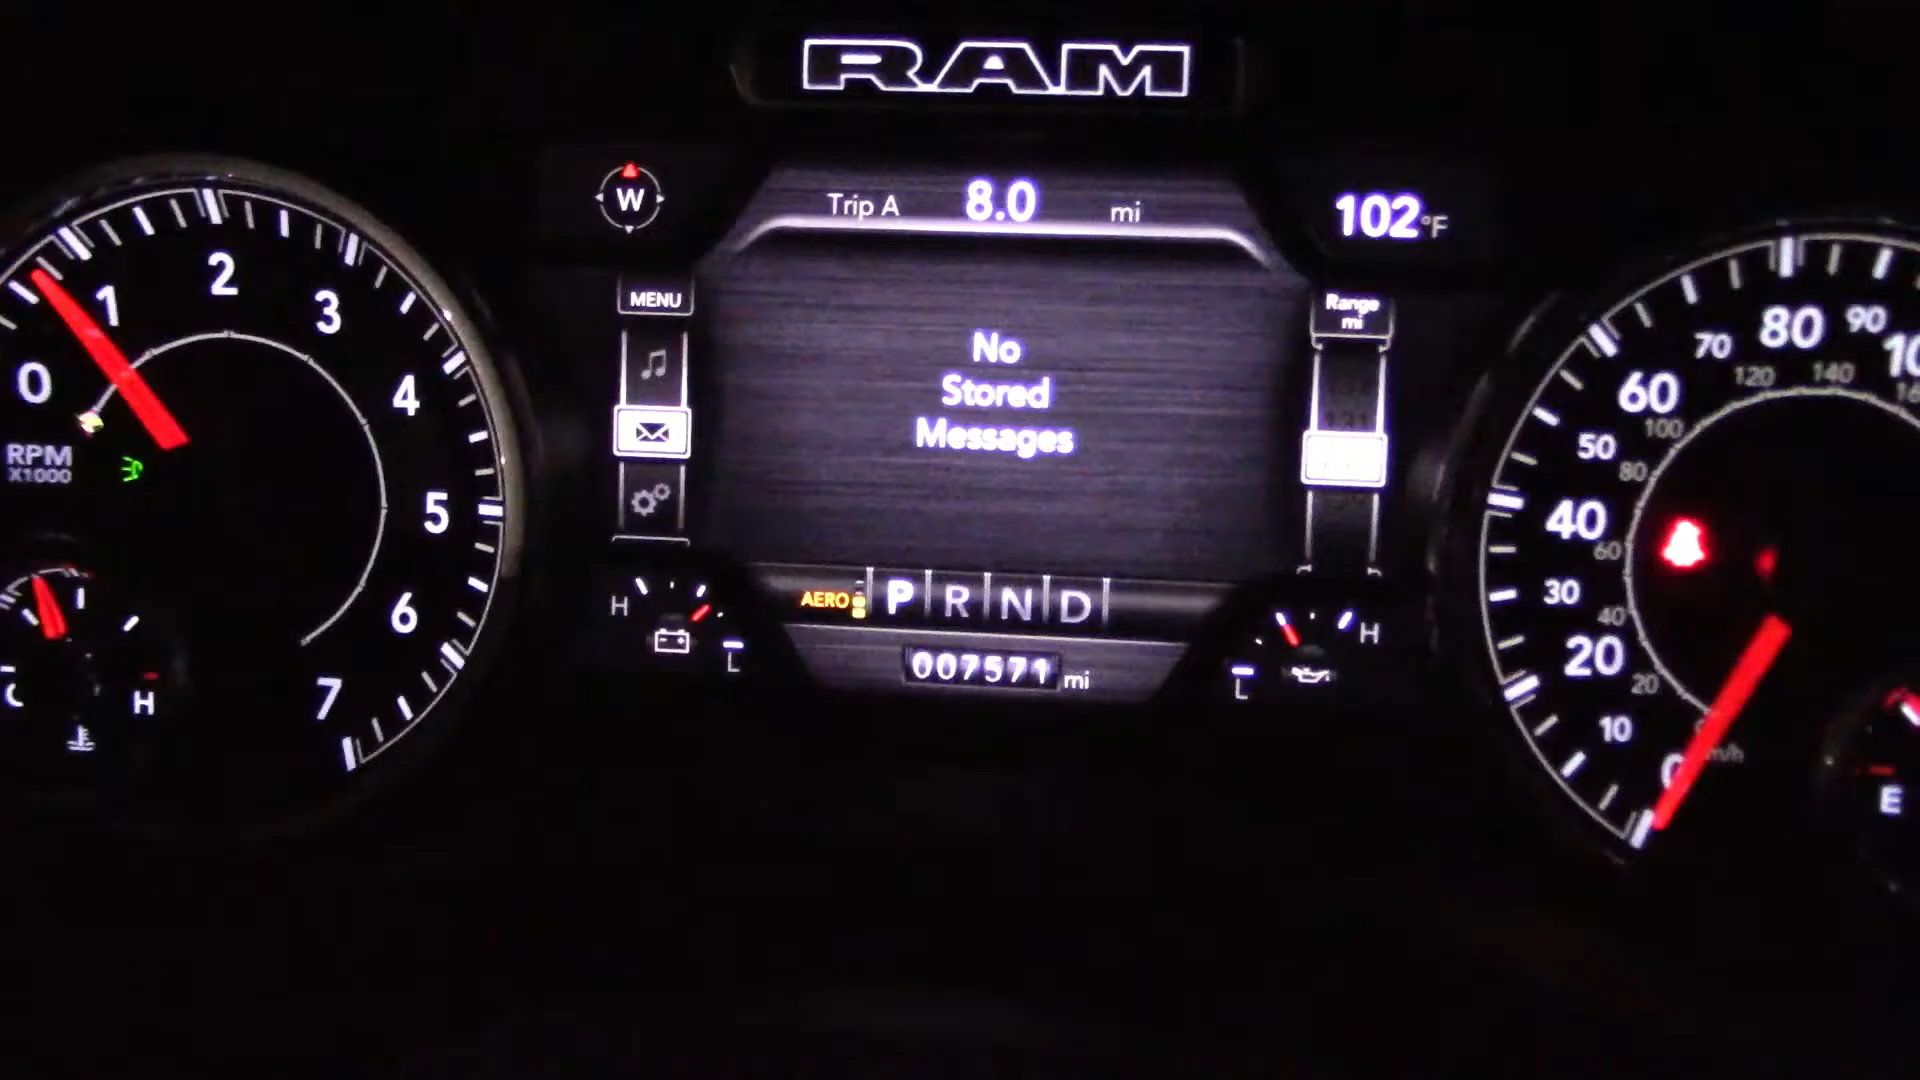 RAM
W
Trip A 8.0 mi
102°F
MENU
Range
mi
No
Stored
Messages
AERO P R N D
007571 mi
H
L
L
H
0
1
2
3
4
5
6
7
RPM
X1000
C
H
0
10
20
30
40
50
60
70
80
90
20
40
60
80
100
120
140
E